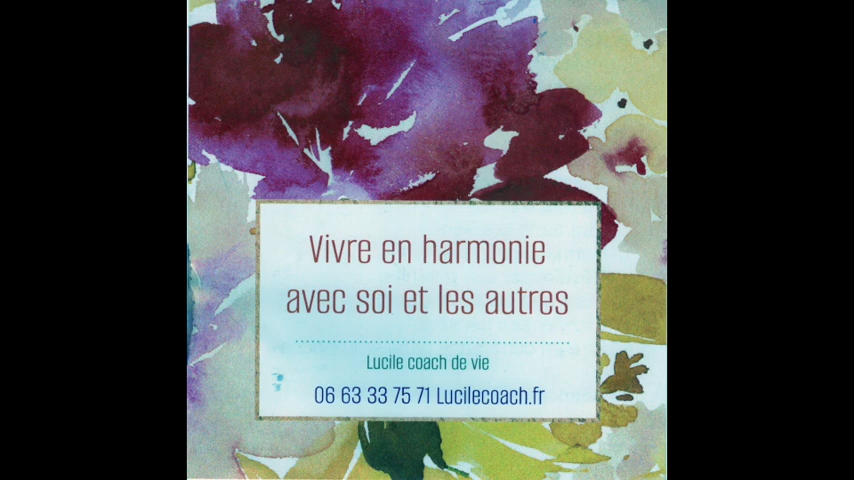 Vivre en harmonie
avec soi et les autres
Lucile coach de vie
06 63 33 75 71 Lucilecoach.fr